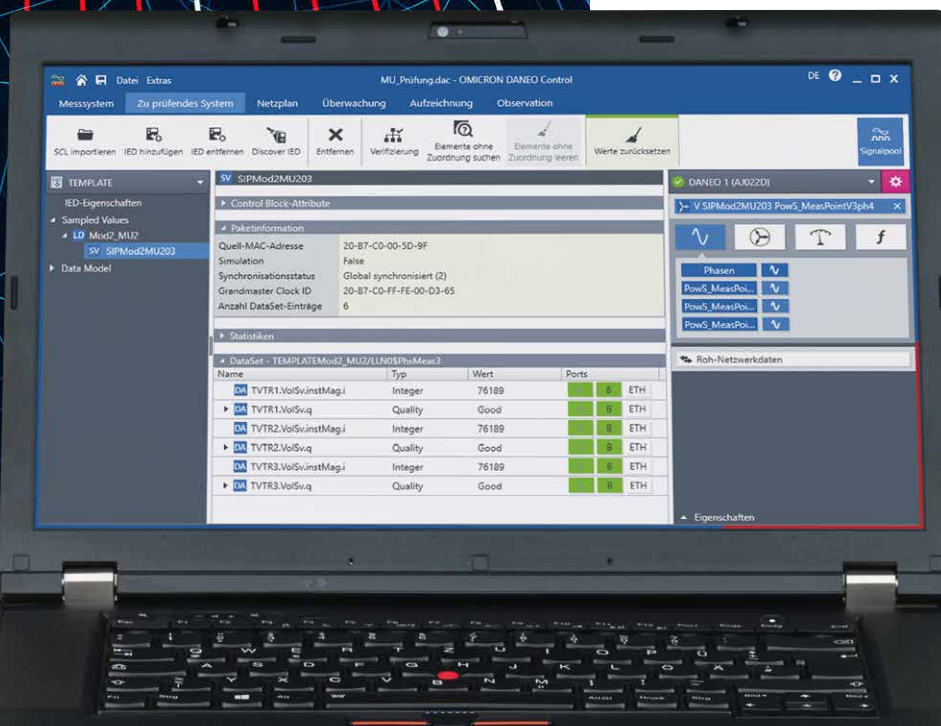 Datei Extras
MU_Prüfung.dac - OMICRON DANEO Control
DE
Messsystem Zu prüfendes System Netzplan Überwachung Aufzeichnung Observation
SCL importieren IED hinzufügen IED entfernen Discover IED Entfernen Verifizierung Elemente ohne Zuordnung suchen Elemente ohne Zuordnung leeren Werte zurücksetzen Signalpool
TEMPLATE
IED-Eigenschaften
Sampled Values
LD Mod2_MU2
SV SIPMod2MU203
Data Model
SV SIPMod2MU203
Control Block-Attribute
Paketinformation
Quell-MAC-Adresse 20-B7-C0-00-5D-9F
Simulation False
Synchronisationsstatus Global synchronisiert (2)
Grandmaster Clock ID 20-B7-C0-FF-FE-00-D3-65
Anzahl DataSet-Einträge 6
Statistiken
DataSet - TEMPLATEMod2_MU2/LLN0$PhsMeas3
Name Typ Wert Ports
DA TVTR1.VolSv.instMag.i Integer 76189 B ETH
DA TVTR1.VolSv.q Quality Good B ETH
DA TVTR2.VolSv.instMag.i Integer 76189 B ETH
DA TVTR2.VolSv.q Quality Good B ETH
DA TVTR3.VolSv.instMag.i Integer 76189 B ETH
DA TVTR3.VolSv.q Quality Good B ETH
DANEO 1 (AJ022D)
V SIPMod2MU203 PowS_MeasPointV3ph4
Phasen
PowS_MeasPoi...
PowS_MeasPoi...
PowS_MeasPoi...
Roh-Netzwerkdaten
Eigenschaften